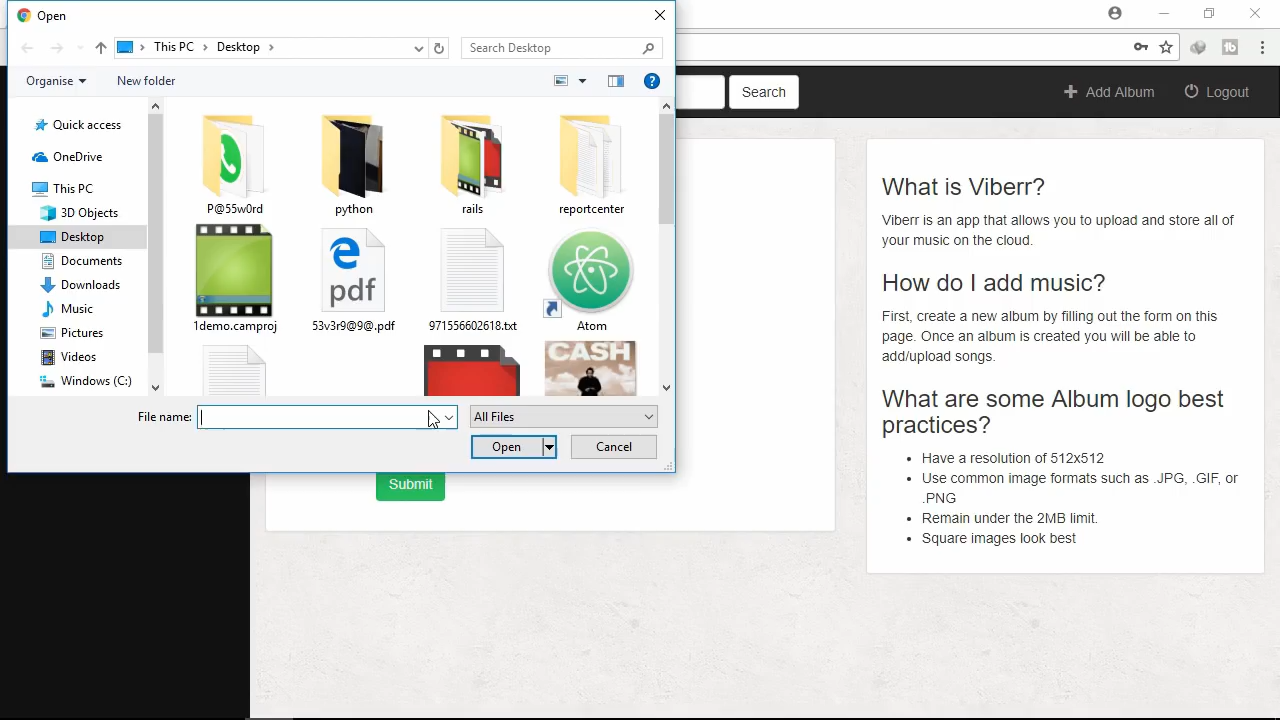 Open
This PC
Desktop
Search Desktop
Organise
New folder
Quick access
OneDrive
This PC
3D Objects
Desktop
Documents
Downloads
Music
Pictures
Videos
Windows (C:)
P@55w0rd
python
rails
reportcenter
1demo.camproj
53v3r9@9@.pdf
pdf
971556602618.txt
Atom
CASH
File name:
All Files
Open
Cancel
Search
Add Album
Logout
Submit
What is Viberr?
Viberr is an app that allows you to upload and store all of
your music on the cloud.
How do I add music?
First, create a new album by filling out the form on this
page. Once an album is created you will be able to
add/upload songs.
What are some Album logo best
practices?
Have a resolution of 512x512
Use common image formats such as .JPG, .GIF, or
.PNG
Remain under the 2MB limit.
Square images look best